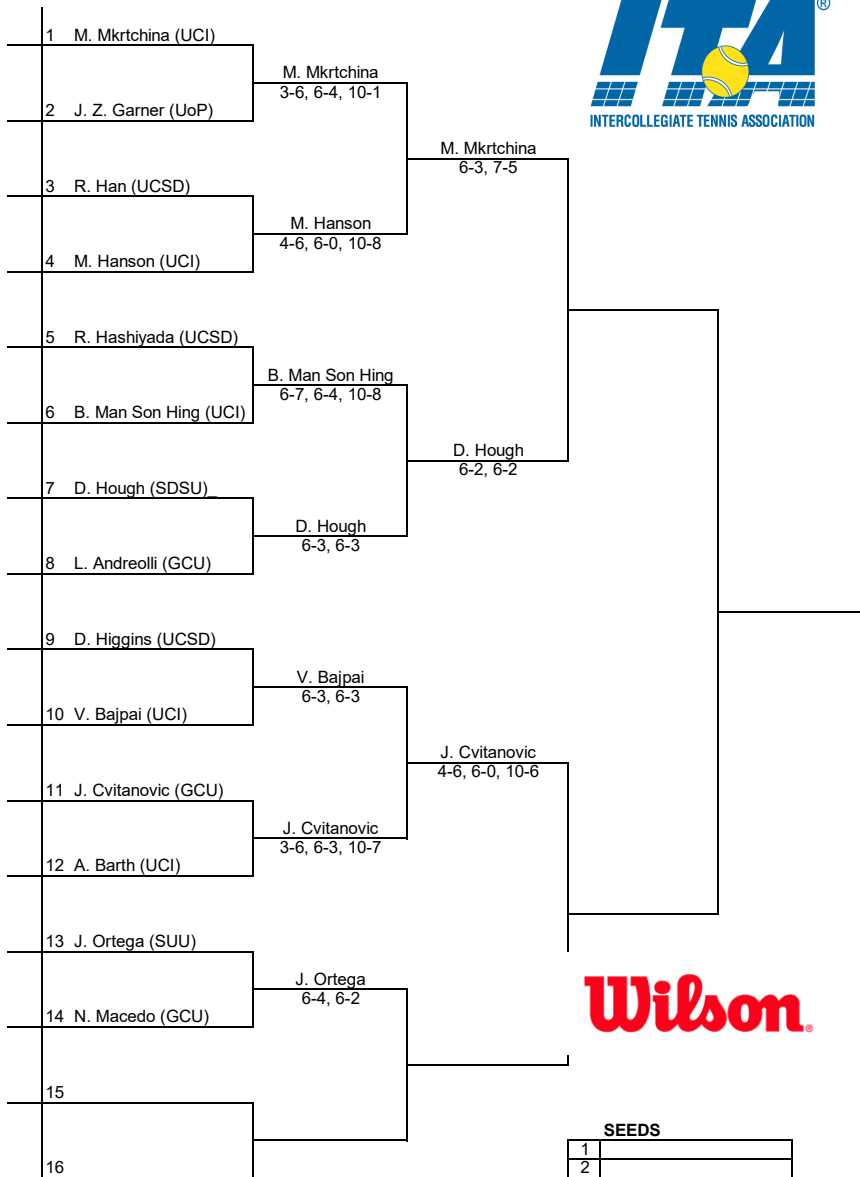 ITA®
INTERCOLLEGIATE TENNIS ASSOCIATION
1 M. Mkrtchina (UCI)
M. Mkrtchina
3-6, 6-4, 10-1
2 J. Z. Garner (UoP)
M. Mkrtchina
6-3, 7-5
3 R. Han (UCSD)
M. Hanson
4-6, 6-0, 10-8
4 M. Hanson (UCI)
5 R. Hashiyada (UCSD)
B. Man Son Hing
6-7, 6-4, 10-8
6 B. Man Son Hing (UCI)
D. Hough
6-2, 6-2
7 D. Hough (SDSU)_
D. Hough
6-3, 6-3
8 L. Andreolli (GCU)
9 D. Higgins (UCSD)
V. Bajpai
6-3, 6-3
10 V. Bajpai (UCI)
J. Cvitanovic
4-6, 6-0, 10-6
11 J. Cvitanovic (GCU)
J. Cvitanovic
3-6, 6-3, 10-7
12 A. Barth (UCI)
13 J. Ortega (SUU)
J. Ortega
6-4, 6-2
Wilson®
14 N. Macedo (GCU)
15
SEEDS
1
16
2